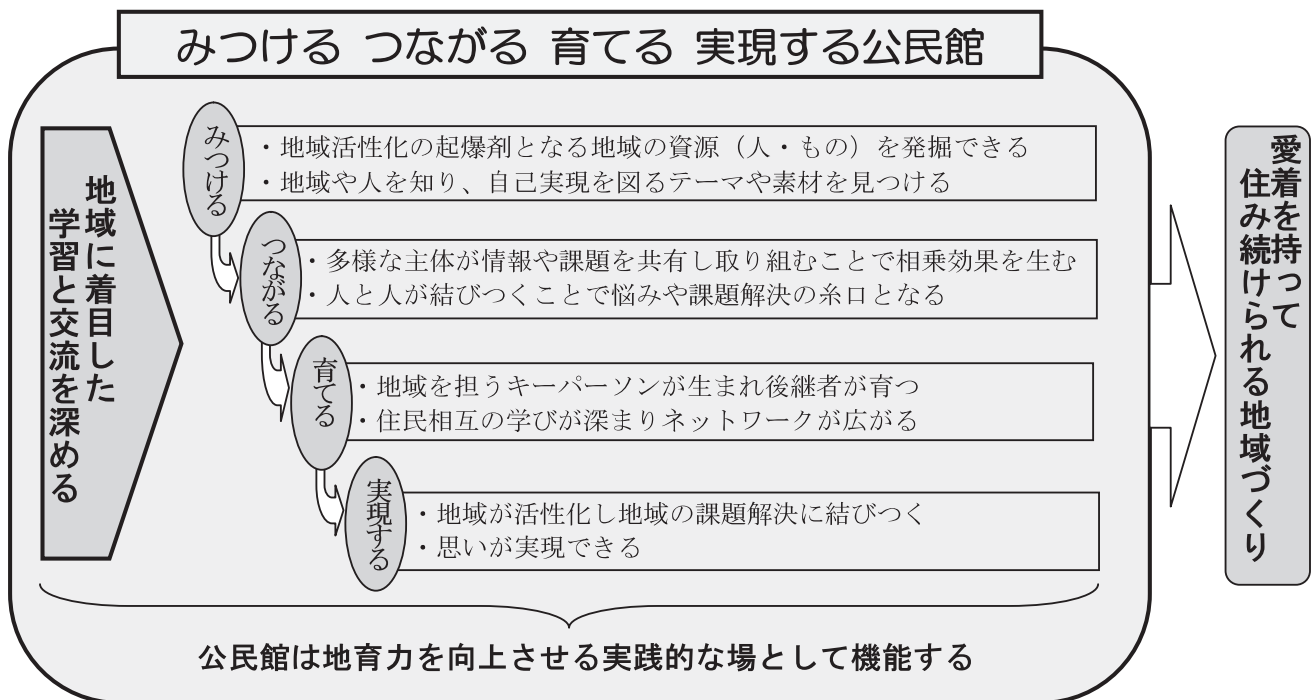 みつける つながる 育てる 実現する公民館
地域に着目した
学習と交流を深める
みつける
・地域活性化の起爆剤となる地域の資源（人・もの）を発掘できる
・地域や人を知り、自己実現を図るテーマや素材を見つける
つながる
・多様な主体が情報や課題を共有し取り組むことで相乗効果を生む
・人と人が結びつくことで悩みや課題解決の糸口となる
育てる
・地域を担うキーパーソンが生まれ後継者が育つ
・住民相互の学びが深まりネットワークが広がる
実現する
・地域が活性化し地域の課題解決に結びつく
・思いが実現できる
公民館は地育力を向上させる実践的な場として機能する
愛着を持って
住み続けられる地域づくり